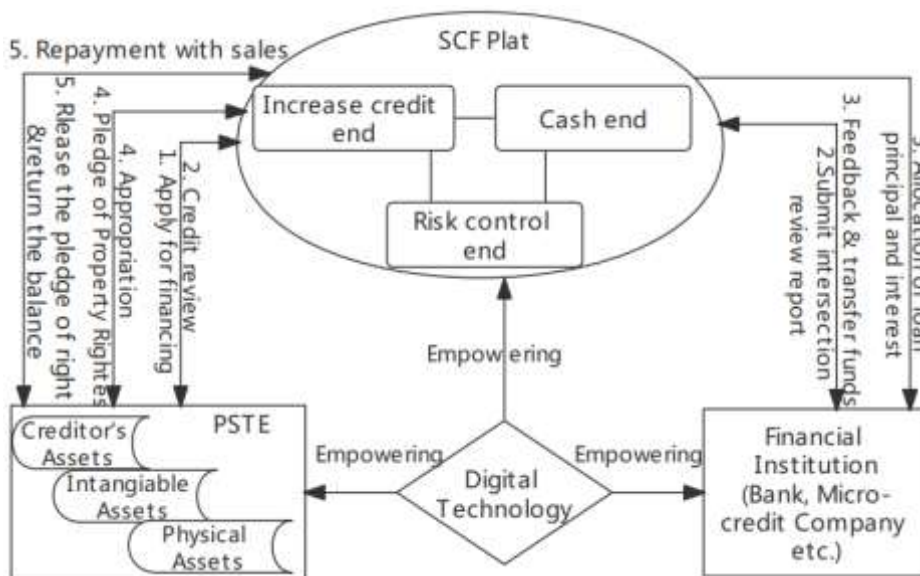 SCF Plat
5. Repayment with sales
Increase credit
end
Cash end
Risk control
end
5. Rlease the pledge of right
&return the balance
4. Pledge of Property Rightes
4. Appropriation
1. Apply for financing
2. Credit review
3. Feedback & transfer funds
2.Submit intersection
review report
principal and interest
Empowering
PSTE
Creditor's
Assets
Intangiable
Assets
Physical
Assets
Empowering
Digital
Technology
Empowering
Financial
Institution
(Bank, Micro-
credit Company
etc.)